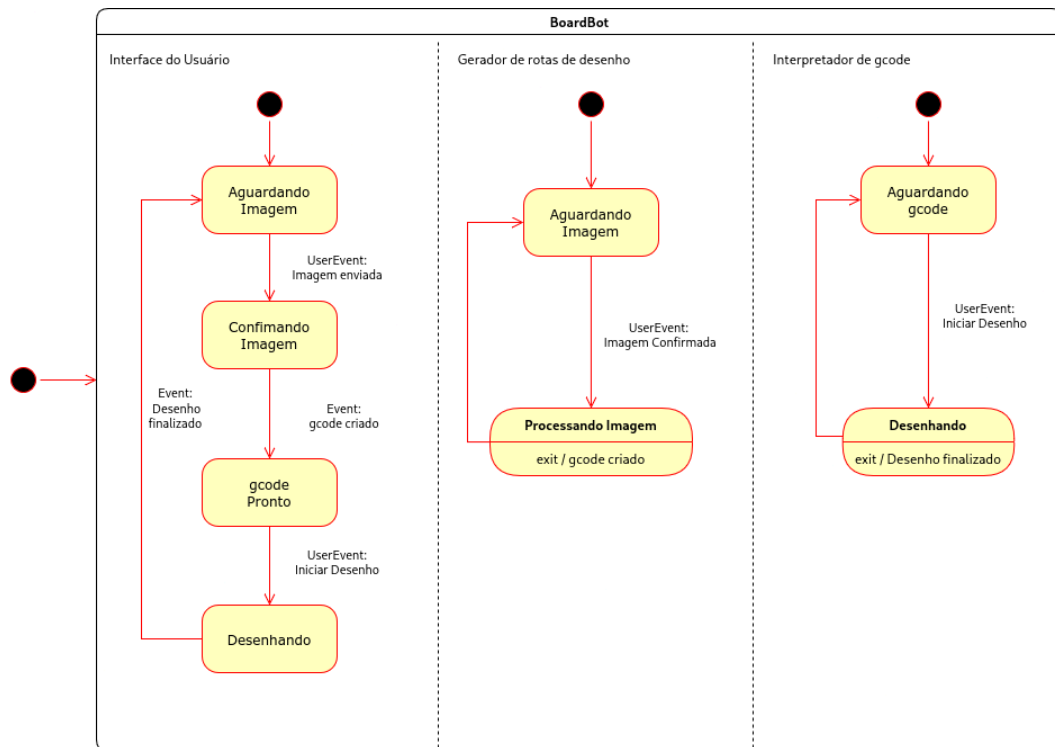 BoardBot
Interface do Usuário
Aguardando
Imagem
UserEvent:
Imagem enviada
Confimando
Imagem
Event:
Desenho
finalizado
Event:
gcode criado
gcode
Pronto
UserEvent:
Iniciar Desenho
Desenhando
Gerador de rotas de desenho
Aguardando
Imagem
UserEvent:
Imagem Confirmada
Processando Imagem
exit / gcode criado
Interpretador de gcode
Aguardando
gcode
UserEvent:
Iniciar Desenho
Desenhando
exit / Desenho finalizado